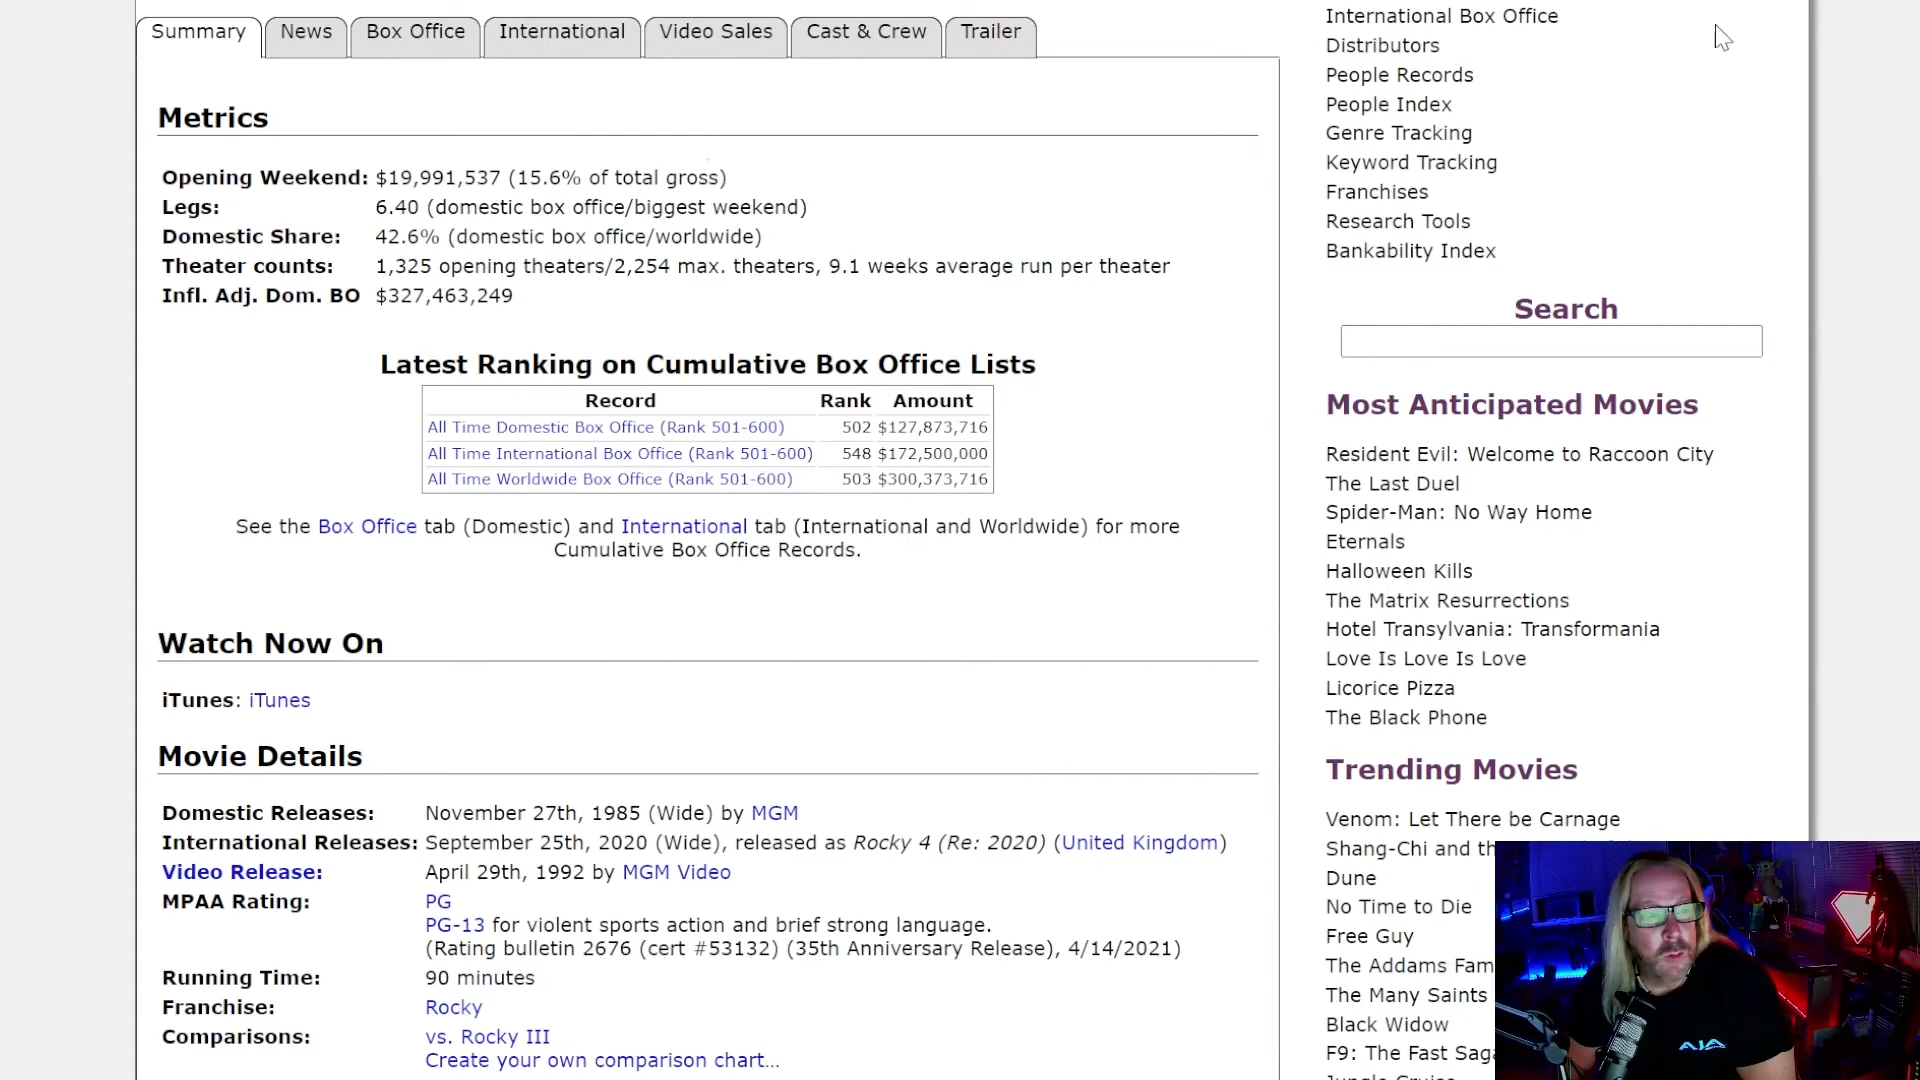 Summary
News
Box Office
International
Video Sales
Cast & Crew
Trailer
Metrics
Opening Weekend: $19,991,537 (15.6% of total gross)
Legs: 6.40 (domestic box office/biggest weekend)
Domestic Share: 42.6% (domestic box office/worldwide)
Theater counts: 1,325 opening theaters/2,254 max. theaters, 9.1 weeks average run per theater
Infl. Adj. Dom. BO $327,463,249
Latest Ranking on Cumulative Box Office Lists
Record Rank Amount
All Time Domestic Box Office (Rank 501-600) 502 $127,873,716
All Time International Box Office (Rank 501-600) 548 $172,500,000
All Time Worldwide Box Office (Rank 501-600) 503 $300,373,716
See the Box Office tab (Domestic) and International tab (International and Worldwide) for more
Cumulative Box Office Records.
Watch Now On
iTunes: iTunes
Movie Details
Domestic Releases: November 27th, 1985 (Wide) by MGM
International Releases: September 25th, 2020 (Wide), released as Rocky 4 (Re: 2020) (United Kingdom)
Video Release: April 29th, 1992 by MGM Video
MPAA Rating: PG
PG-13 for violent sports action and brief strong language.
(Rating bulletin 2676 (cert #53132) (35th Anniversary Release), 4/14/2021)
Running Time: 90 minutes
Franchise: Rocky
Comparisons: vs. Rocky III
Create your own comparison chart...
International Box Office
Distributors
People Records
People Index
Genre Tracking
Keyword Tracking
Franchises
Research Tools
Bankability Index
Search
Most Anticipated Movies
Resident Evil: Welcome to Raccoon City
The Last Duel
Spider-Man: No Way Home
Eternals
Halloween Kills
The Matrix Resurrections
Hotel Transylvania: Transformania
Love Is Love Is Love
Licorice Pizza
The Black Phone
Trending Movies
Venom: Let There be Carnage
Shang-Chi and th
Dune
No Time to Die
Free Guy
The Addams Fam
The Many Saints
Black Widow
F9: The Fast Saga
AJA